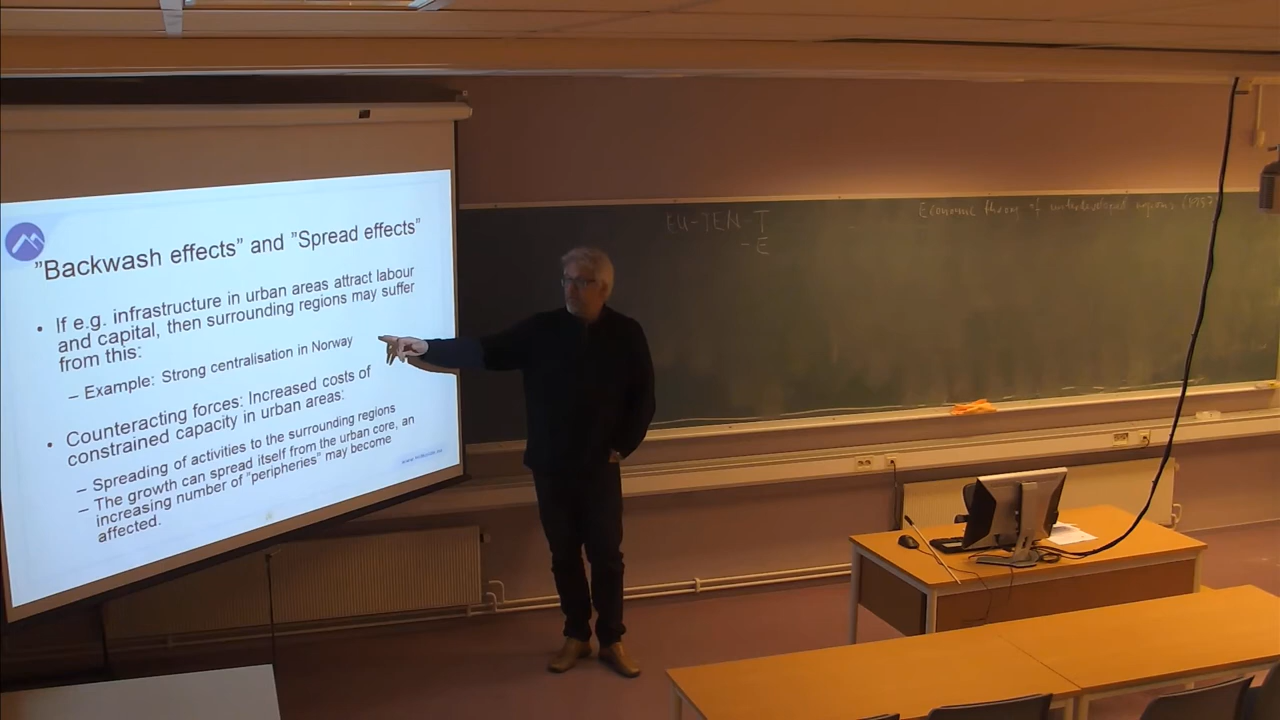 ”Backwash effects” and ”Spread effects”
• If e.g. infrastructure in urban areas attract labour
and capital, then surrounding regions may suffer
from this:
– Example: Strong centralisation in Norway
• Counteracting forces: Increased costs of
constrained capacity in urban areas:
– Spreading of activities to the surrounding regions
– The growth can spread itself from the urban core, an
increasing number of ”peripheries” may become
affected.
EU-TEN-T
-E
Economic theory of underdeveloped regions (1957